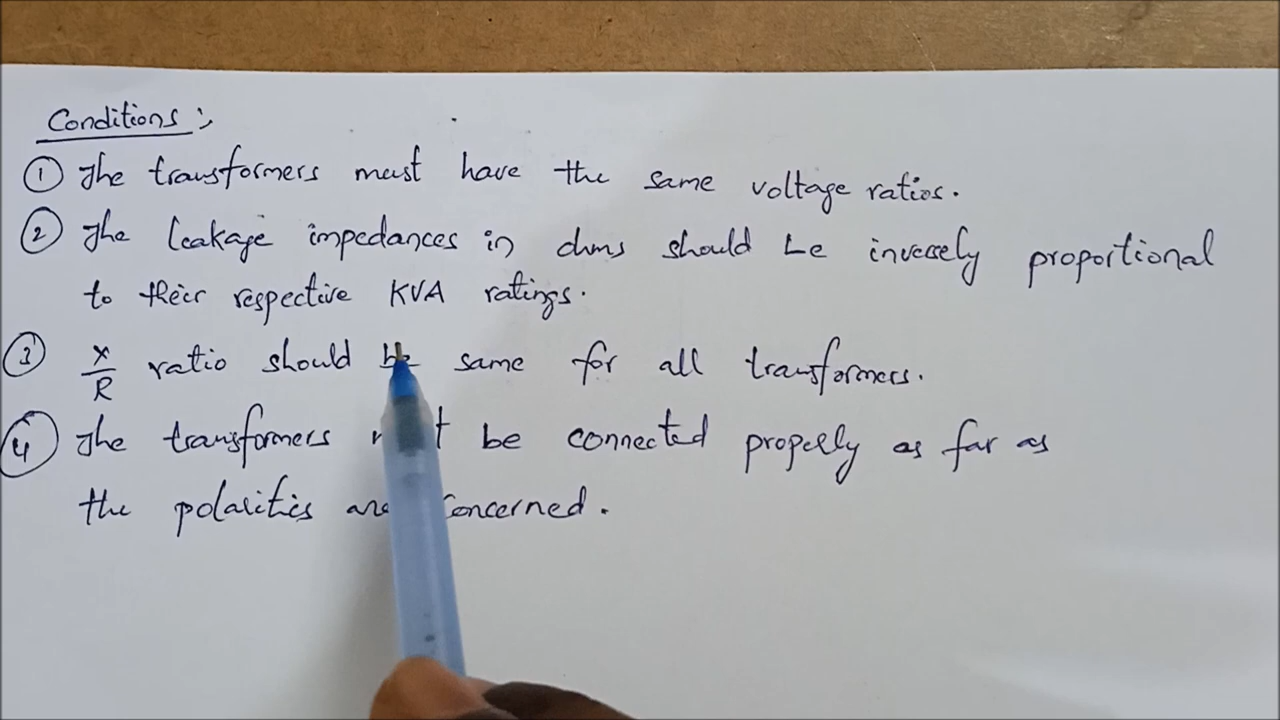 Conditions :
① The transformers must have the same voltage ratios.
② The leakage impedances in ohms should be inversely proportional
to their respective KVA ratings.
③ X/R ratio should be same for all transformers.
④ The transformers be connected properly as far as
the polarities are concerned.